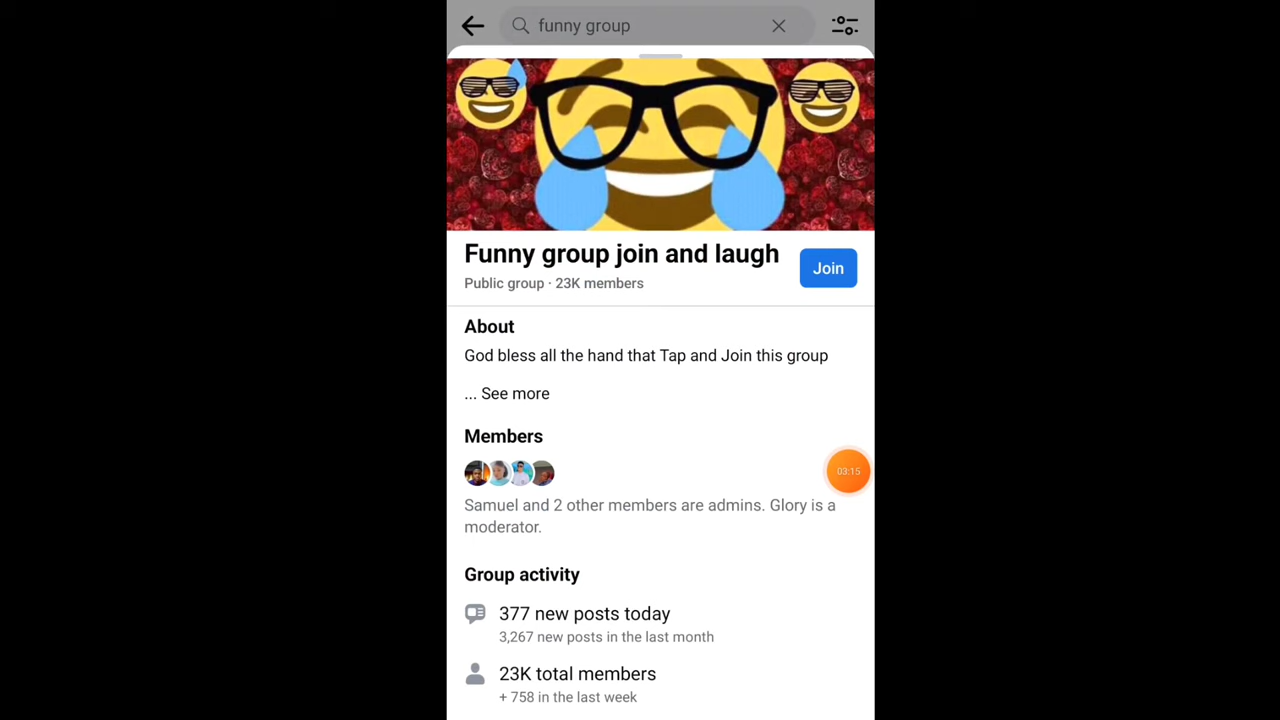 funny group
Funny group join and laugh
Join
Public group · 23K members
About
God bless all the hand that Tap and Join this group
... See more
Members
03:15
Samuel and 2 other members are admins. Glory is a
moderator.
Group activity
377 new posts today
3,267 new posts in the last month
23K total members
+ 758 in the last week